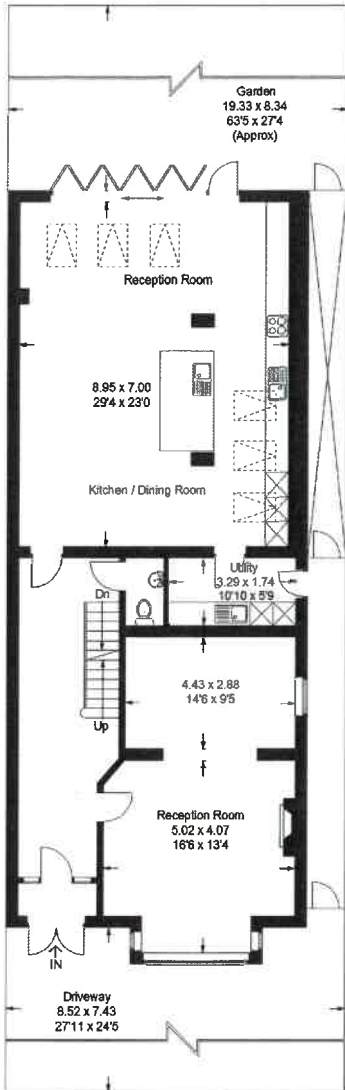 Garden
19.33 x 8.34
63'5 x 27'4
(Approx)
Reception Room
8.95 x 7.00
29'4 x 23'0
Kitchen / Dining Room
Utility
3.29 x 1.74
10'10 x 5'9
Dn
4.43 x 2.88
14'6 x 9'5
Up
Reception Room
5.02 x 4.07
16'6 x 13'4
IN
Driveway
8.52 x 7.43
27'11 x 24'5